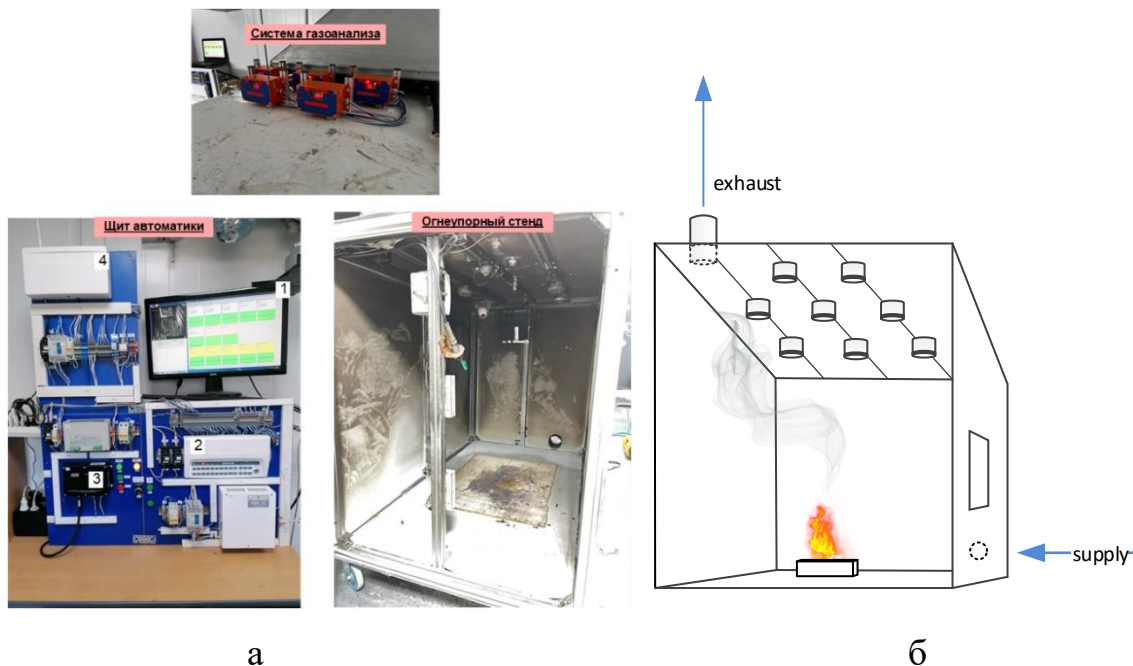 Система газоанализа
exhaust
Щит автоматики
Огнеупорный стенд
4
1
2
3
supply
а
б